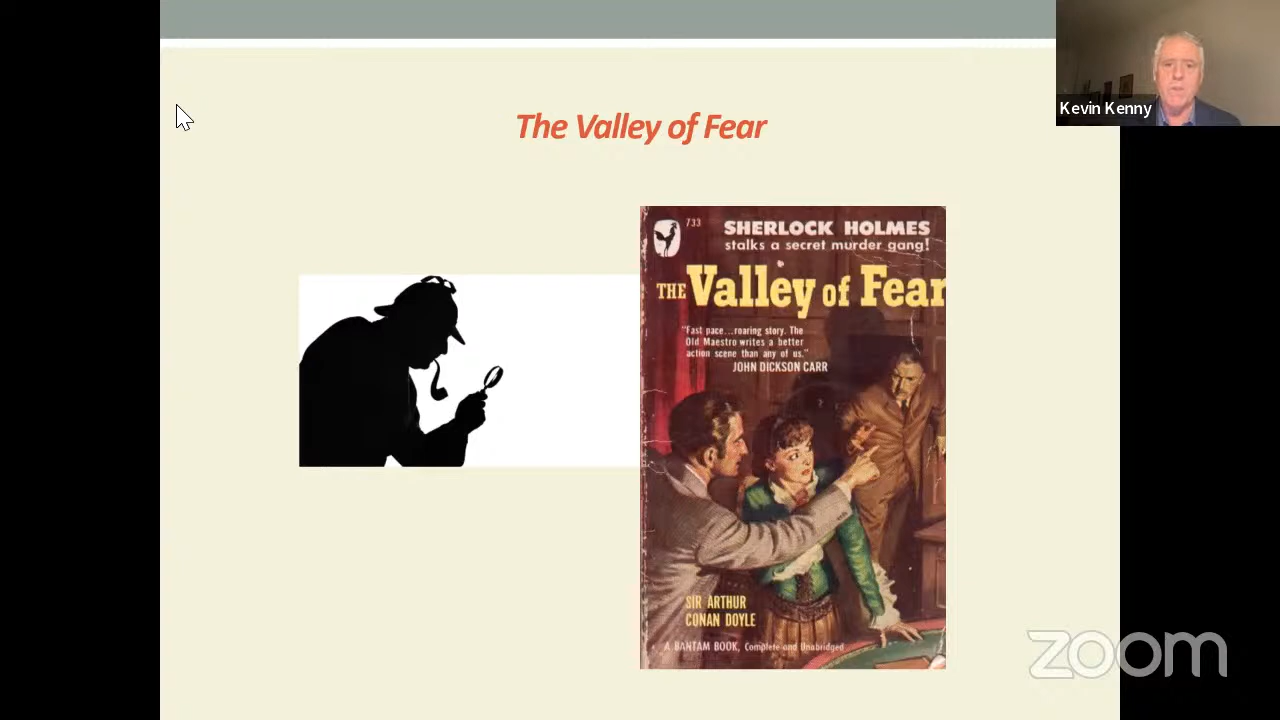 The Valley of Fear
Kevin Kenny
733
SHERLOCK HOLMES
stalks a secret murder gang!
THE Valley of Fear
"Fast pace...roaring story. The
Old Maestro writes a better
action scene than any of us."
JOHN DICKSON CARR
SIR ARTHUR
CONAN DOYLE
A BANTAM BOOK, Complete and Unabridged
zoom